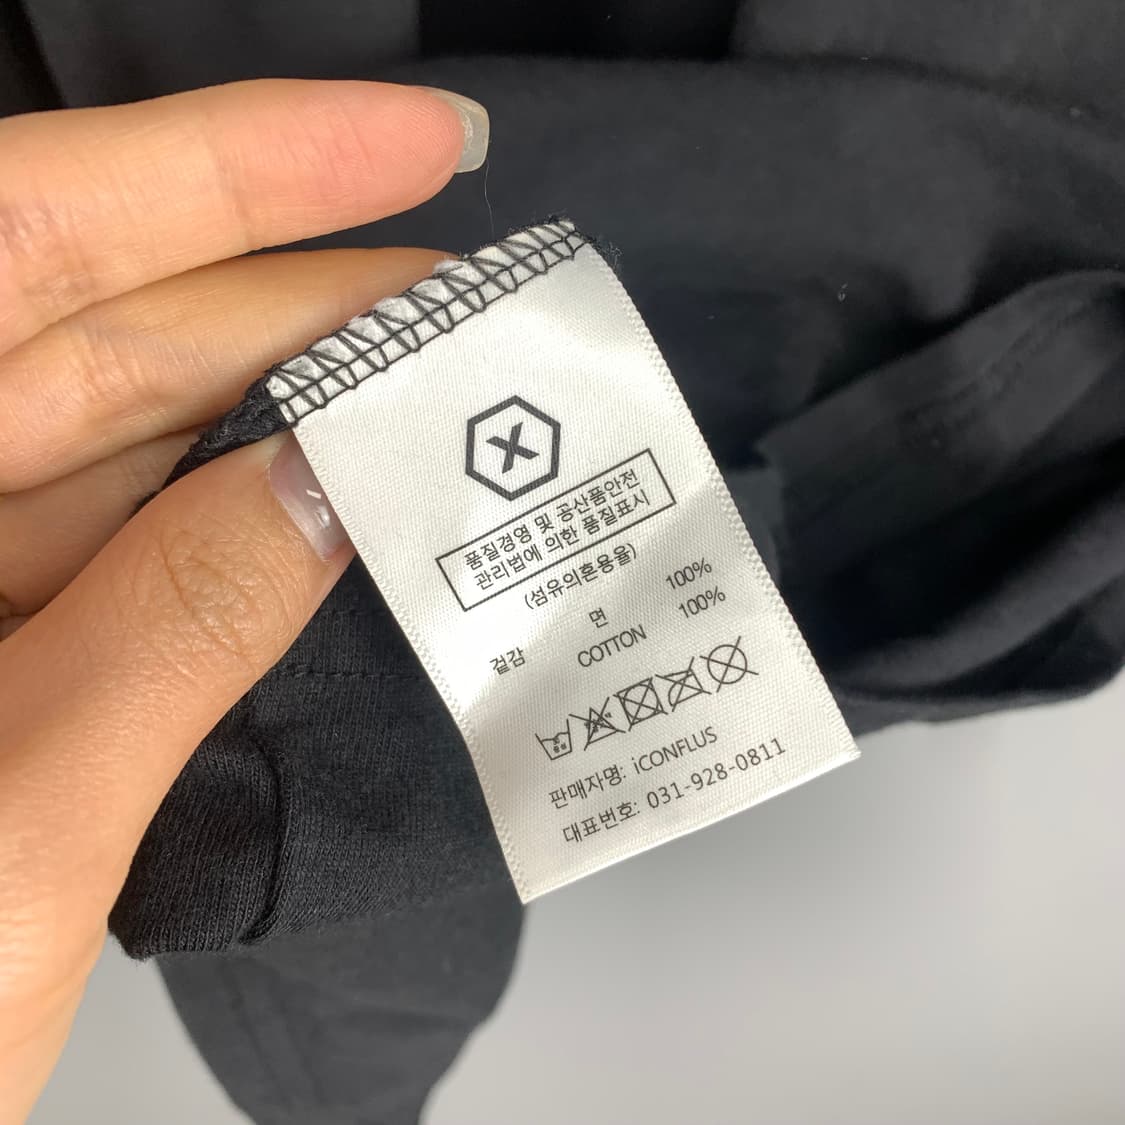 X
품질경영 및 공산품안전
관리법에 의한 품질표시
(섬유의혼용율)
면 100%
겉감 COTTON 100%
판매자명: iCONFLUS
대표번호: 031-928-0811